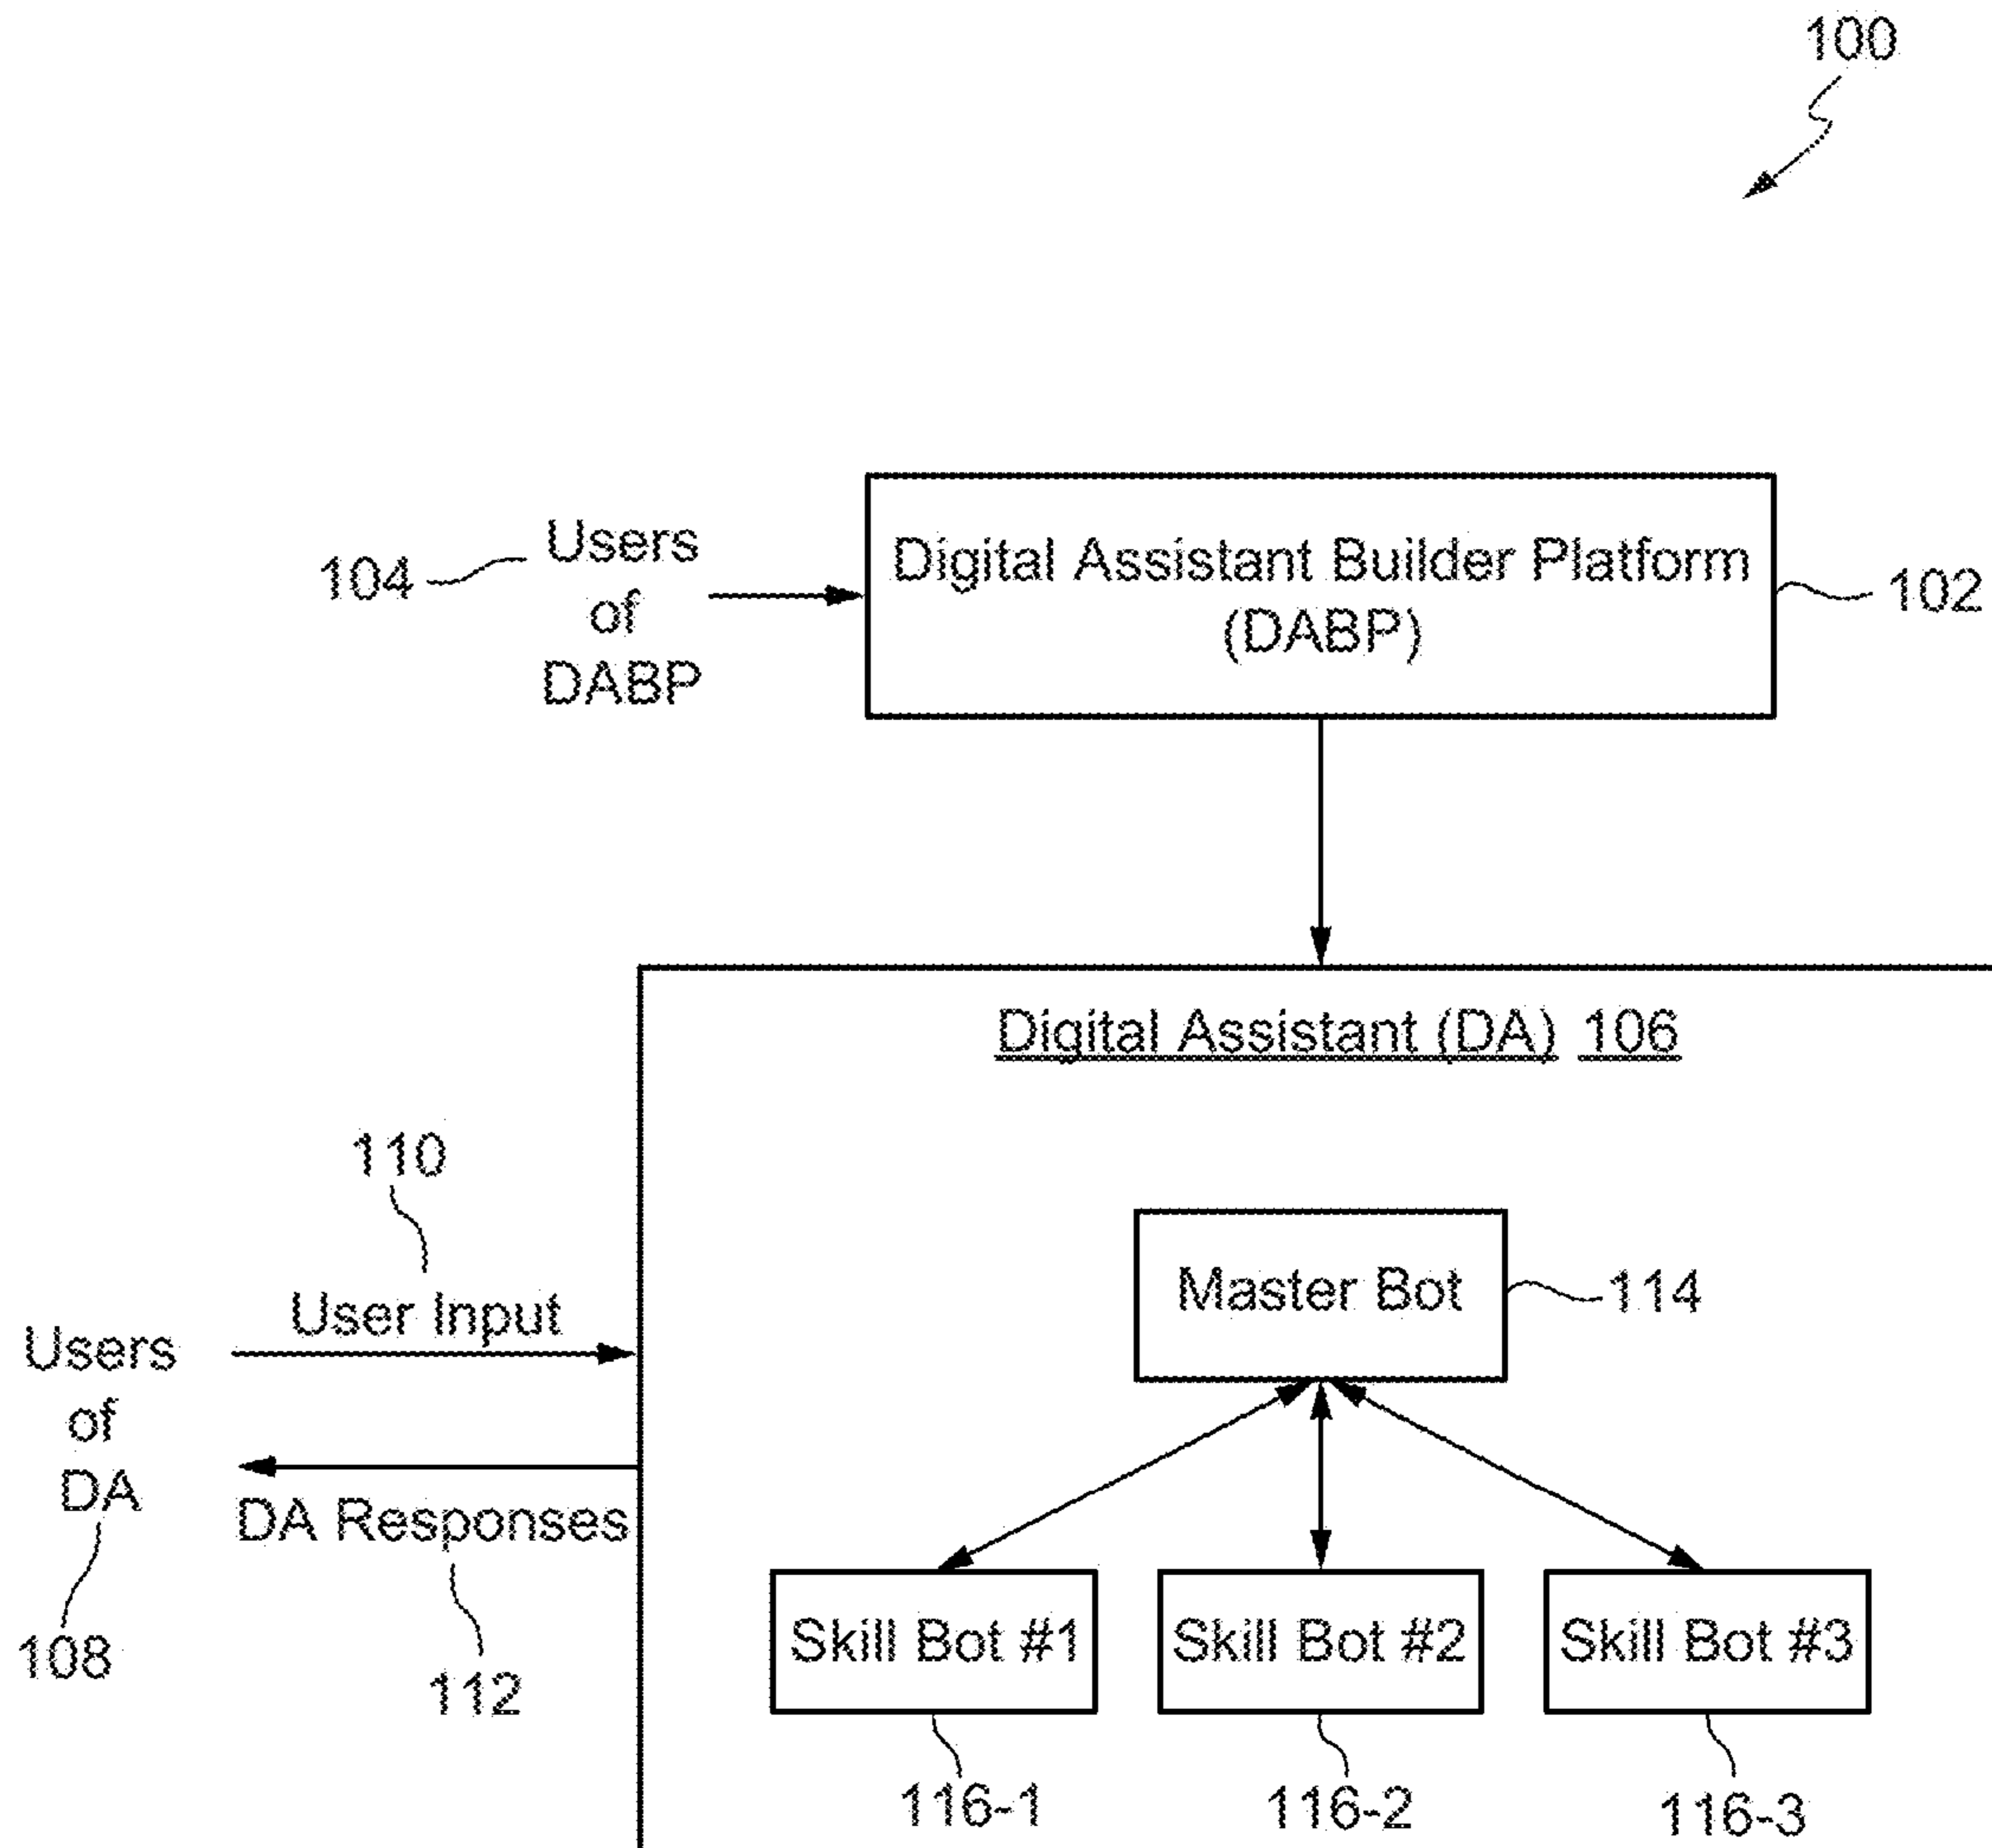 100
Users
of
DABP
104
Digital Assistant Builder Platform
(DABP)
102
Digital Assistant (DA) 106
110
User Input
Users
of
DA
DA Responses
108
112
Master Bot
114
Skill Bot #1
Skill Bot #2
Skill Bot #3
116-1
116-2
116-3